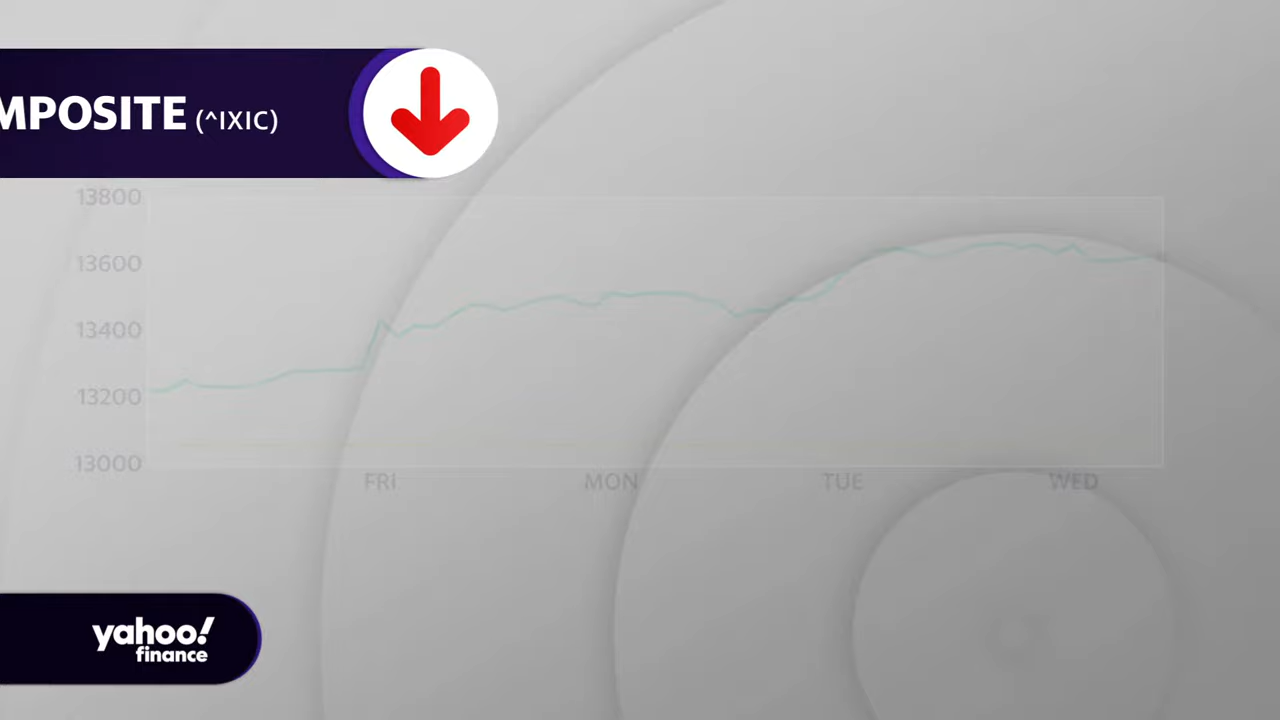 MPOSITE (^IXIC)
13800
13600
13400
13200
13000
FRI MON TUE WED
yahoo!
finance